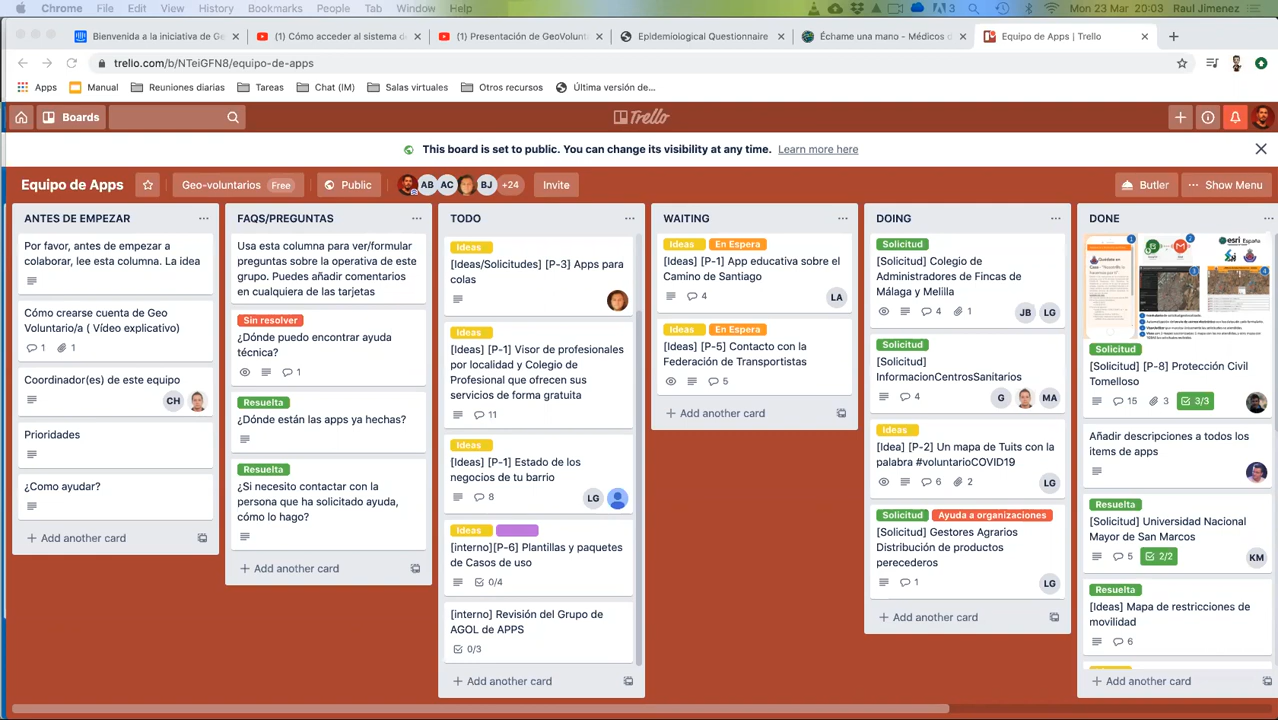 Chrome File Edit View History Bookmarks People Tab Window Help
3 Mon 23 Mar 20:03 Raul Jimenez
Bienvenida a la iniciativa de Ge
(1) Cómo acceder al sistema de
(1) Presentación de GeoVolunt
Epidemiological Questionnaire
Échame una mano - Médicos d
Equipo de Apps | Trello
trello.com/b/NTeiGFN8/equipo-de-apps
Apps Manual Reuniones diarias Tareas Chat (IM) Salas virtuales Otros recursos Última versión de...
Boards
Trello
This board is set to public. You can change its visibility at any time. Learn more here
Equipo de Apps
Geo-voluntarios Free
Public
AB AC BJ +24
Invite
Butler
Show Menu
ANTES DE EMPEZAR
Por favor, antes de empezar a
colaborar, lee esta columna. La idea
Cómo crearse cuenta de Geo
Voluntario/a ( Vídeo explicativo)
1 1
Coordinador(es) de este equipo
CH
Prioridades
¿Como ayudar?
+ Add another card
FAQS/PREGUNTAS
Usa esta columna para ver/formular
preguntas sobre la operativa de este
grupo. Puedes añadir comentarios
en cualquiera de las tarjetas
Sin resolver
¿Dónde puedo encontrar ayuda
técnica?
1
Resuelta
¿Dónde están las apps ya hechas?
Resuelta
¿Si necesito contactar con la
persona que ha solicitado ayuda,
cómo lo hago?
+ Add another card
TODO
Ideas
[Ideas/Solicitudes] [P-3] Apps para
colas
Ideas
[Ideas] [P-1] Visor de profesionales
por localidad y Colegio de
Profesional que ofrecen sus
servicios de forma gratuita
11
Ideas
[Ideas] [P-1] Estado de los
negocios de tu barrio
8 LG
Ideas
[interno][P-6] Plantillas y paquetes
de Casos de uso
0/4
[interno] Revisión del Grupo de
AGOL de APPS
0/3
+ Add another card
WAITING
Ideas En Espera
[Ideas] [P-1] App educativa sobre el
Camino de Santiago
4 LA
Ideas En Espera
[Ideas] [P-5] Contacto con la
Federación de Transportistas
5
+ Add another card
DOING
Solicitud
[Solicitud] Colegio de
Administradores de Fincas de
Málaga y Melilla
4 1 JB LG
Solicitud
[Solicitud]
InformacionCentrosSanitarios
4 G MA
Ideas
[Idea] [P-2] Un mapa de Tuits con la
palabra #voluntarioCOVID19
6 2 LG
Solicitud Ayuda a organizaciones
[Solicitud] Gestores Agrarios
Distribución de productos
perecederos
1 LG
+ Add another card
DONE
esri España
Solicitud
[Solicitud] [P-8] Protección Civil
Tomelloso
15 3 3/3
Añadir descripciones a todos los
items de apps
Resuelta
[Solicitud] Universidad Nacional
Mayor de San Marcos
5 2/2 KM
Resuelta
[Ideas] Mapa de restricciones de
movilidad
6
+ Add another card